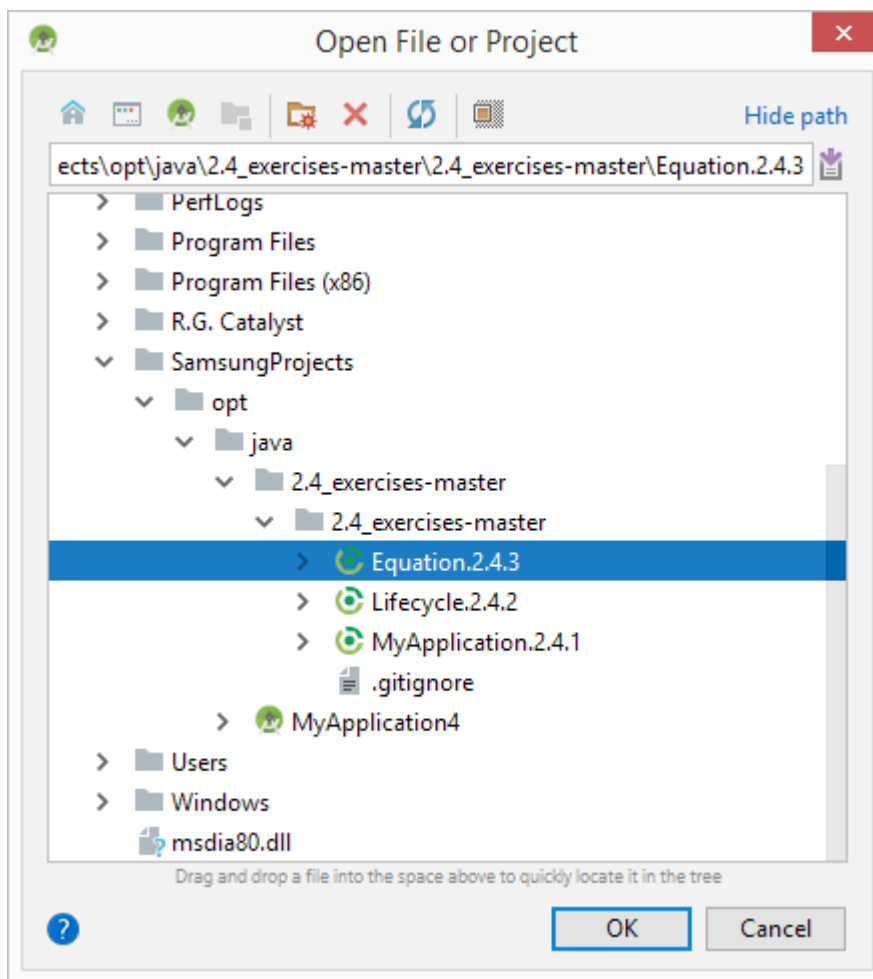 Open File or Project
Hide path
ects\opt\java\2.4_exercises-master\2.4_exercises-master\Equation.2.4.3
PerfLogs
Program Files
Program Files (x86)
R.G. Catalyst
SamsungProjects
opt
java
2.4_exercises-master
2.4_exercises-master
Equation.2.4.3
Lifecycle.2.4.2
MyApplication.2.4.1
.gitignore
MyApplication4
Users
Windows
msdia80.dll
Drag and drop a file into the space above to quickly locate it in the tree
OK Cancel